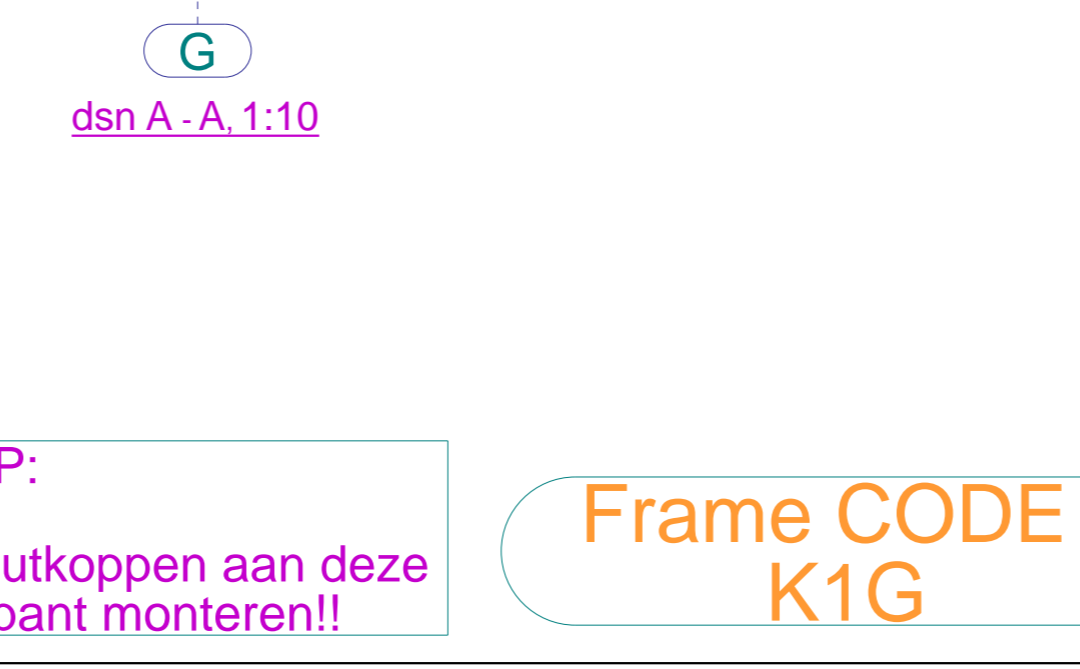 G
dsn A - A, 1:10
P:
utkoppen aan deze
pant monteren!!
Frame CODE
K1G